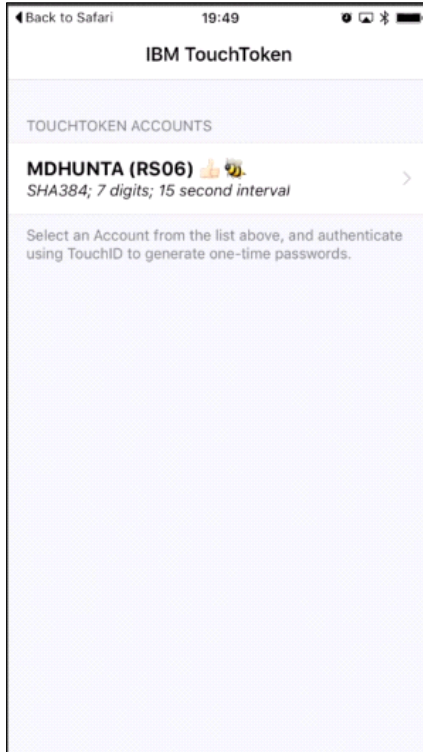 Back to Safari 19:49
IBM TouchToken
TOUCHTOKEN ACCOUNTS
MDHUNTA (RS06) 👍🏻 🐝
SHA384; 7 digits; 15 second interval
Select an Account from the list above, and authenticate
using TouchID to generate one-time passwords.